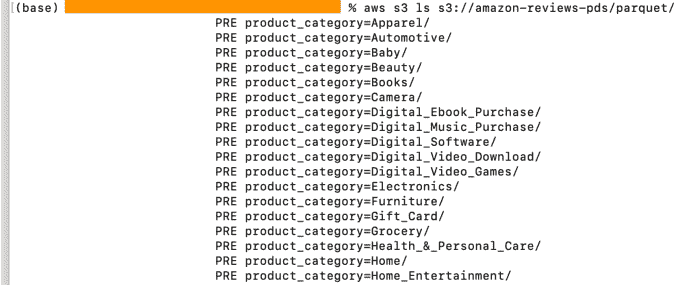 [(base) % aws s3 ls s3://amazon-reviews-pds/parquet/
PRE product_category=Apparel/
PRE product_category=Automotive/
PRE product_category=Baby/
PRE product_category=Beauty/
PRE product_category=Books/
PRE product_category=Camera/
PRE product_category=Digital_Ebook_Purchase/
PRE product_category=Digital_Music_Purchase/
PRE product_category=Digital_Software/
PRE product_category=Digital_Video_Download/
PRE product_category=Digital_Video_Games/
PRE product_category=Electronics/
PRE product_category=Furniture/
PRE product_category=Gift_Card/
PRE product_category=Grocery/
PRE product_category=Health_&_Personal_Care/
PRE product_category=Home/
PRE product_category=Home_Entertainment/